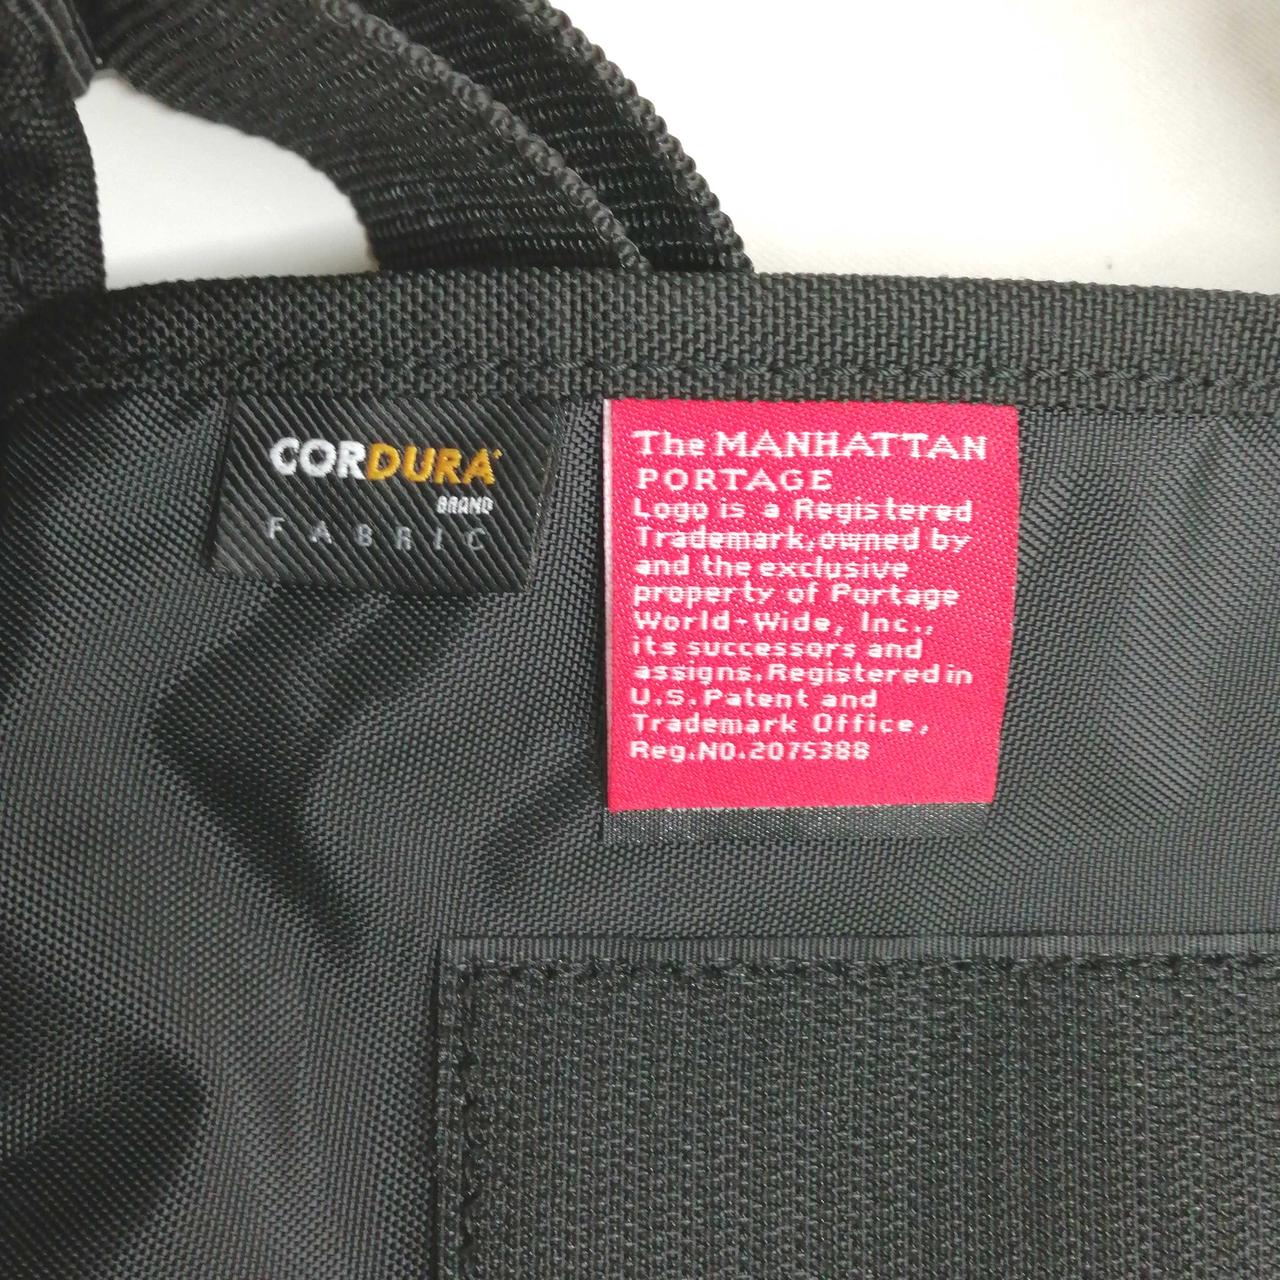 CORDURA
BRAND
FABRIC
The MANHATTAN
PORTAGE
Logo is a Registered
Trademark,owned by
and the exclusive
property of Portage
World-Wide, Inc.,
its successors and
assigns.Registered in
U.S.Patent and
Trademark Office,
Reg.NO.2075388